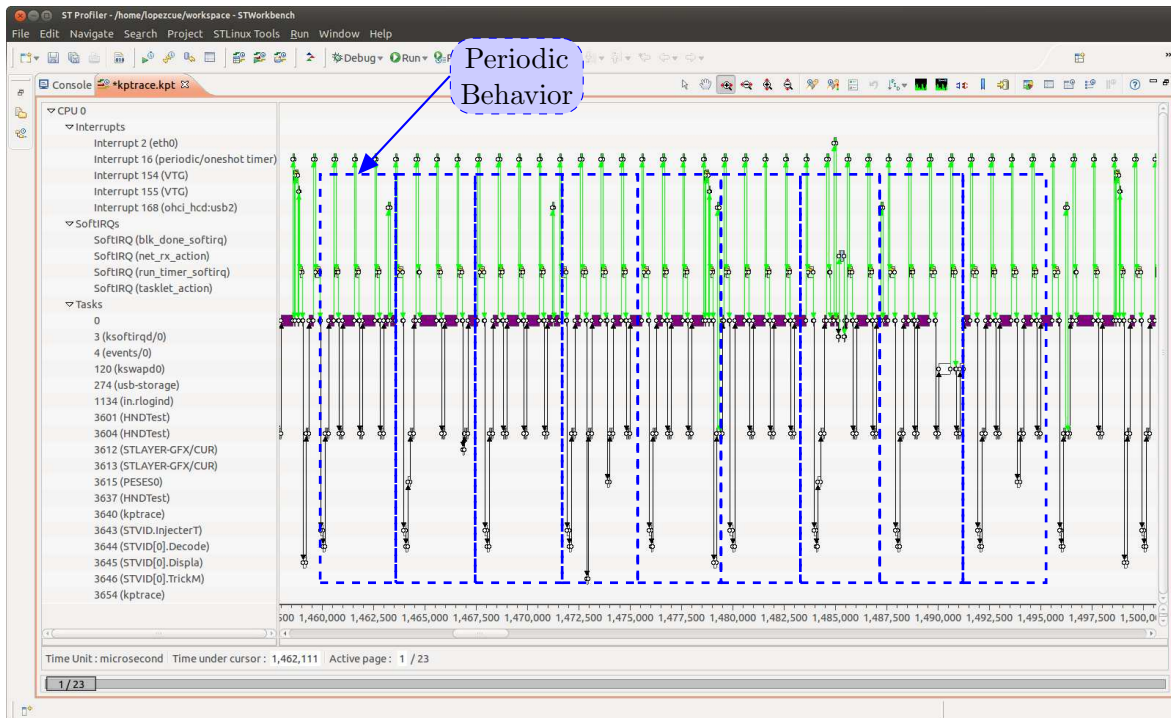 ST Profiler - /home/lopezcue/workspace - STWorkbench
File Edit Navigate Search Project STLinux Tools Run Window Help
Debug Run
Periodic
Behavior
Console *kptrace.kpt
CPU 0
Interrupts
Interrupt 2 (eth0)
Interrupt 16 (periodic/oneshot timer)
Interrupt 154 (VTG)
Interrupt 155 (VTG)
Interrupt 168 (ohci_hcd:usb2)
SoftIRQs
SoftIRQ (blk_done_softirq)
SoftIRQ (net_rx_action)
SoftIRQ (run_timer_softirq)
SoftIRQ (tasklet_action)
Tasks
0
3 (ksoftirqd/0)
4 (events/0)
120 (kswapd0)
274 (usb-storage)
1134 (in.rlogind)
3601 (HNDTest)
3604 (HNDTest)
3612 (STLAYER-GFX/CUR)
3613 (STLAYER-GFX/CUR)
3615 (PESES0)
3637 (HNDTest)
3640 (kptrace)
3643 (STVID.InjecterT)
3644 (STVID[0].Decode)
3645 (STVID[0].Displa)
3646 (STVID[0].TrickM)
3654 (kptrace)
500 1,460,000 1,462,500 1,465,000 1,467,500 1,470,000 1,472,500 1,475,000 1,477,500 1,480,000 1,482,500 1,485,000 1,487,500 1,490,000 1,492,500 1,495,000 1,497,500 1,500,0
Time Unit : microsecond Time under cursor : 1,462,111 Active page : 1 / 23
1 / 23